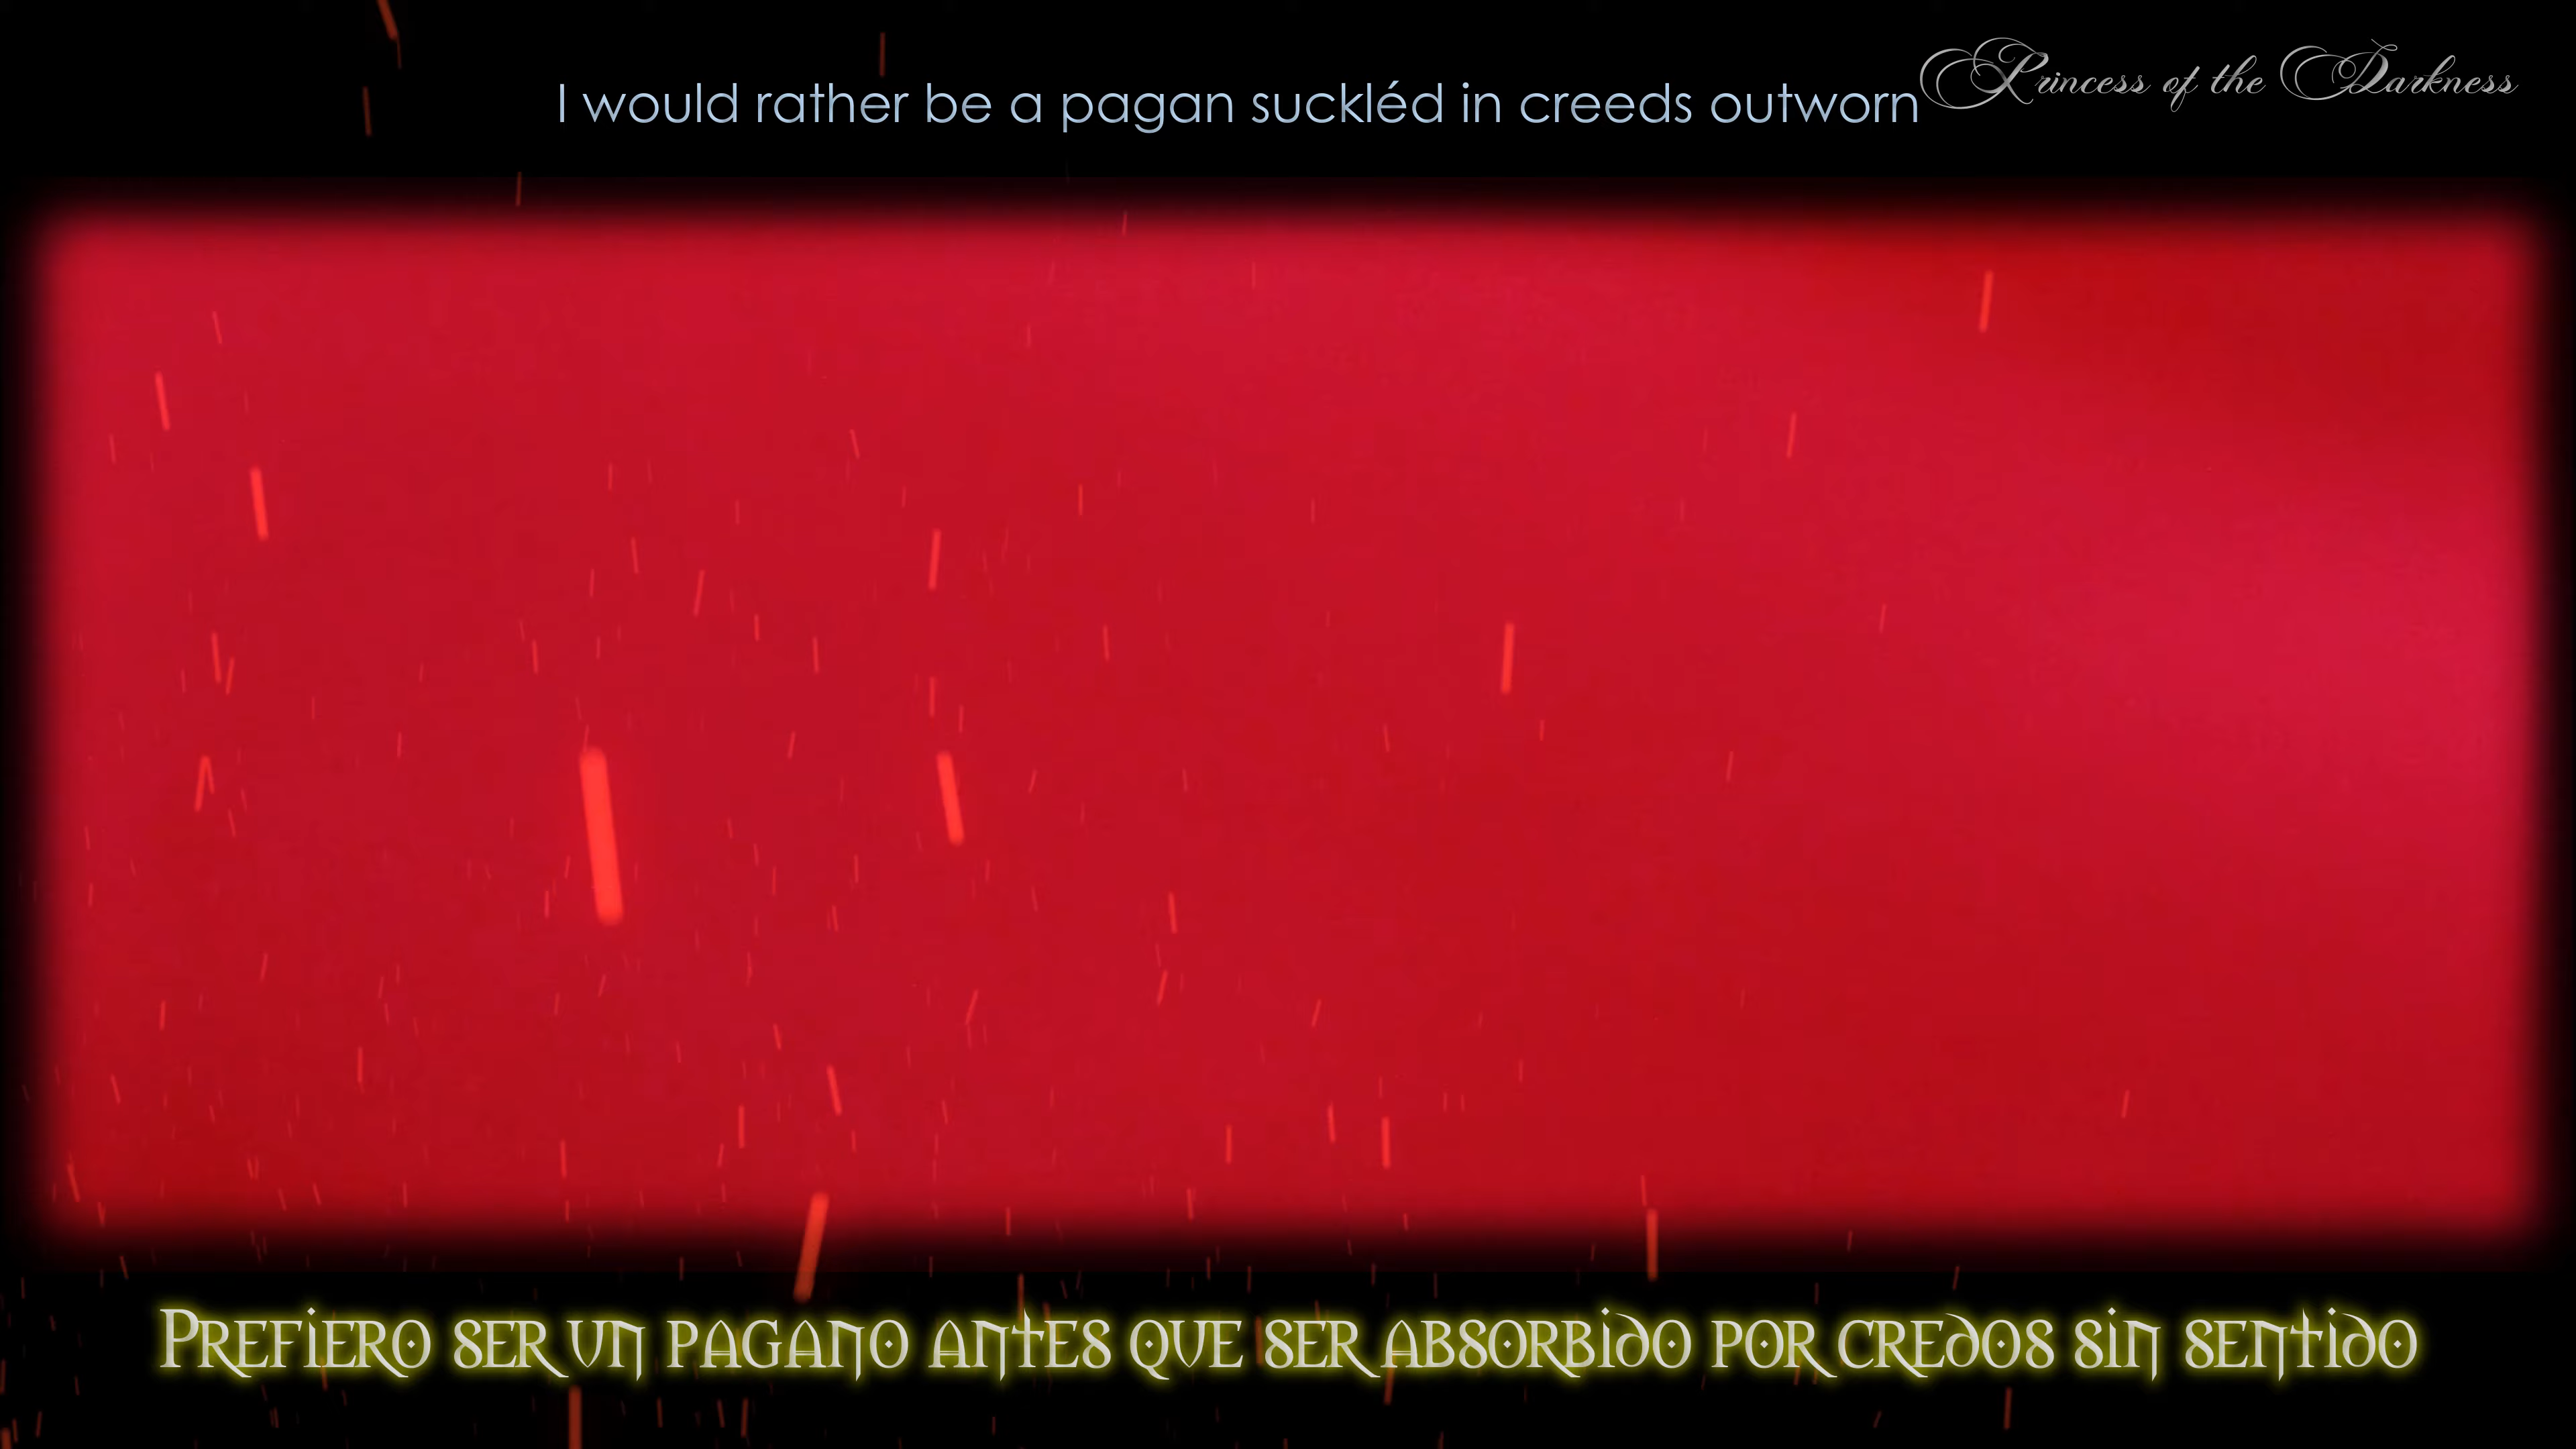 I would rather be a pagan suckléd in creeds outworn
Princess of the Darkness
Prefiero ser un pagano antes que ser absorbido por credos sin sentido